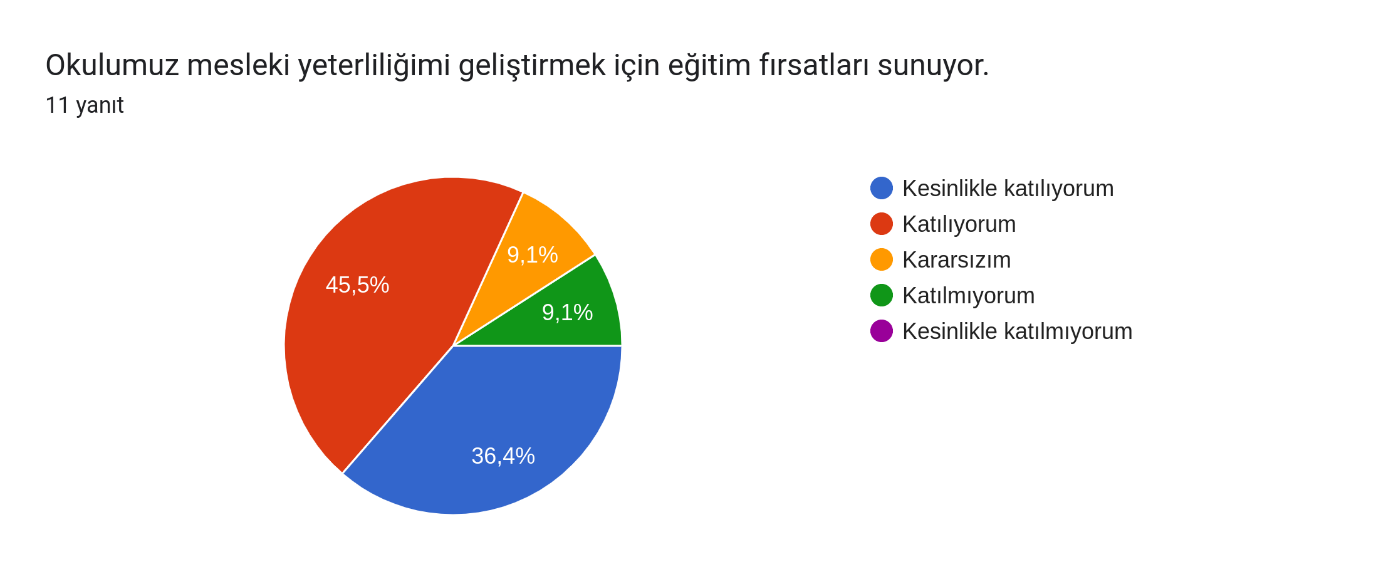 Okulumuz mesleki yeterliliğimi geliştirmek için eğitim fırsatları sunuyor.
11 yanıt
Kesinlikle katılıyorum
Katılıyorum
Kararsızım
Katılmıyorum
Kesinlikle katılmıyorum
9,1%
45,5%
9,1%
36,4%